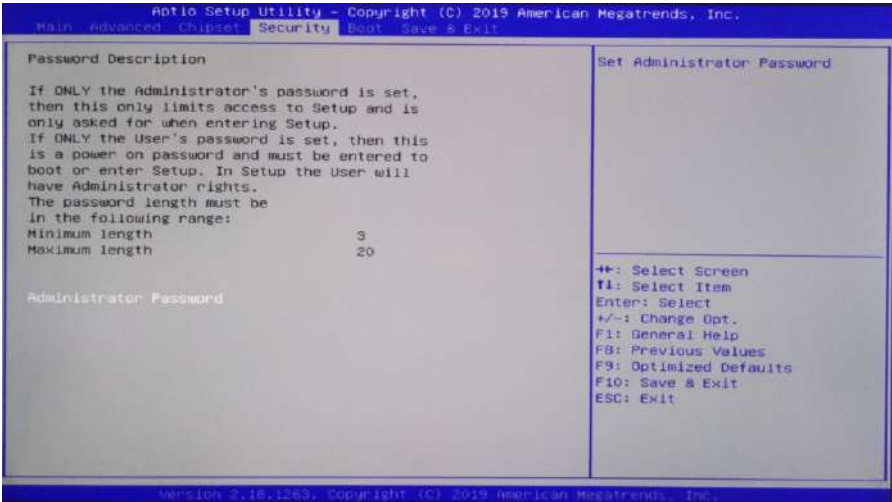 Aptio Setup Utility - Copyright (C) 2019 American Megatrends, Inc.
Main Advanced Chipset Security Boot Save & Exit
Password Description
If ONLY the Administrator's password is set,
then this only limits access to Setup and is
only asked for when entering Setup.
If ONLY the User's password is set, then this
is a power on password and must be entered to
boot or enter Setup. In Setup the User will
have Administrator rights.
The password length must be
in the following range:
Minimum length 3
Maximum length 20
Administrator Password
Set Administrator Password
→←: Select Screen
↑↓: Select Item
Enter: Select
+/-: Change Opt.
F1: General Help
F8: Previous Values
F9: Optimized Defaults
F10: Save & Exit
ESC: Exit
Version 2.18.1263. Copyright (C) 2019 American Megatrends, Inc.